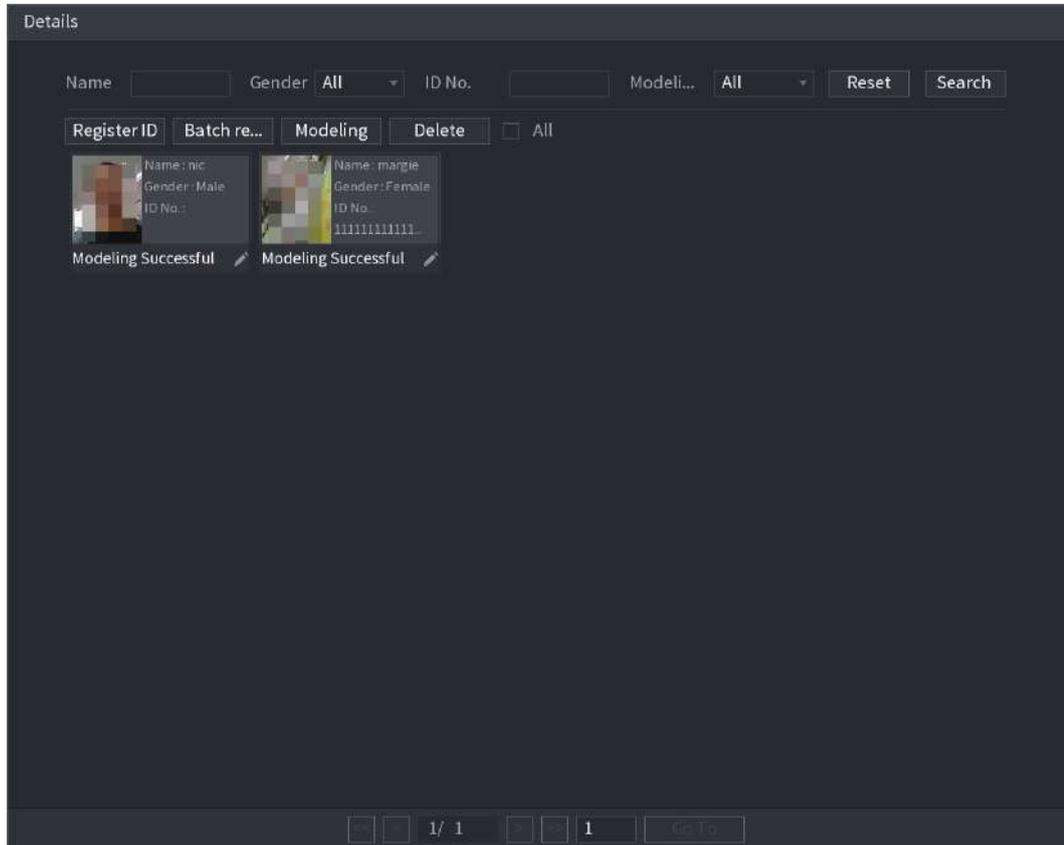 Details
Name Gender All ID No. Modeli... All Reset Search
Register ID Batch re... Modeling Delete All
Name: nic
Gender: Male
ID No.:
Modeling Successful
Name: margie
Gender: Female
ID No.:
111111111111...
Modeling Successful
<< < 1/ 1 > >> 1 Go To